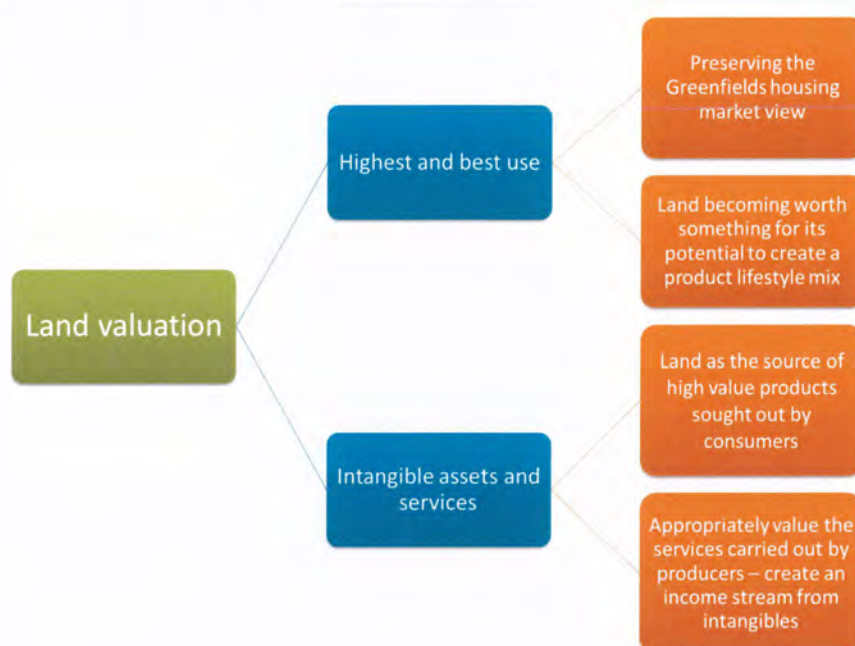 Land valuation
Highest and best use
Preserving the
Greenfields housing
market view
Land becoming worth
something for its
potential to create a
product lifestyle mix
Intangible assets and
services
Land as the source of
high value products
sought out by
consumers
Appropriately value the
services carried out by
producers – create an
income stream from
intangibles